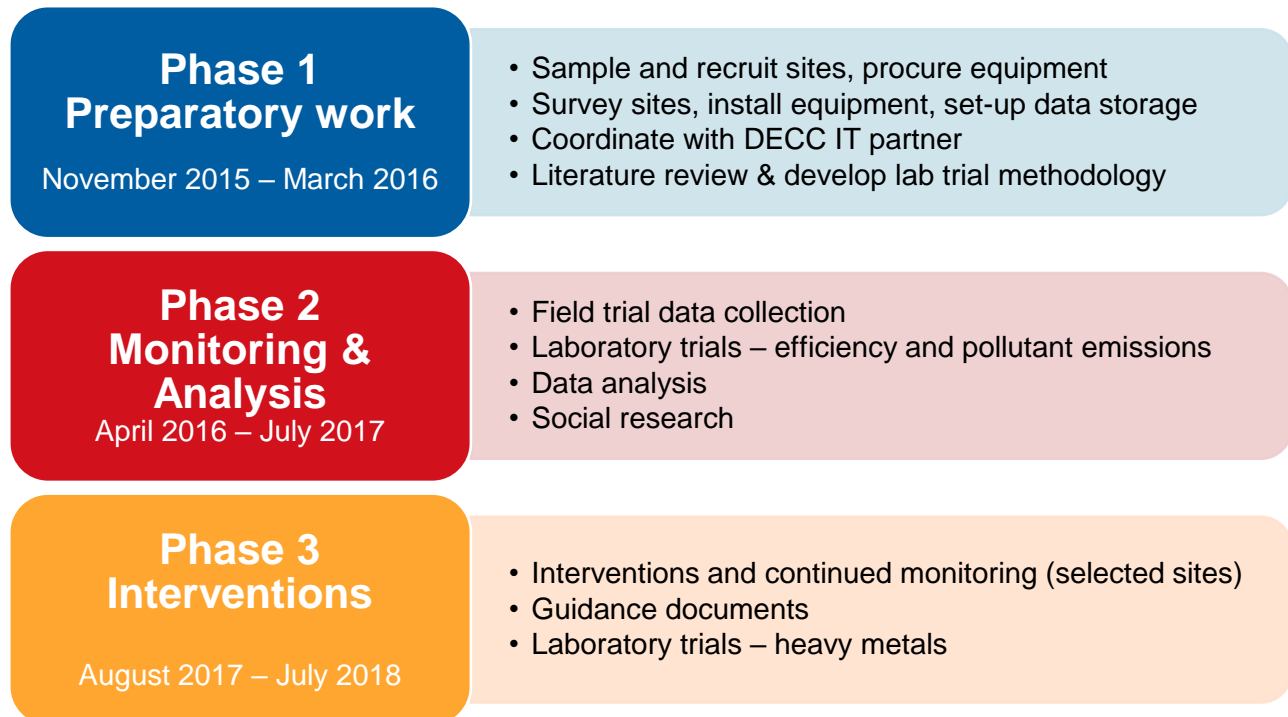 Phase 1
Preparatory work
November 2015 – March 2016
• Sample and recruit sites, procure equipment
• Survey sites, install equipment, set-up data storage
• Coordinate with DECC IT partner
• Literature review & develop lab trial methodology
Phase 2
Monitoring &
Analysis
April 2016 – July 2017
• Field trial data collection
• Laboratory trials – efficiency and pollutant emissions
• Data analysis
• Social research
Phase 3
Interventions
August 2017 – July 2018
• Interventions and continued monitoring (selected sites)
• Guidance documents
• Laboratory trials – heavy metals